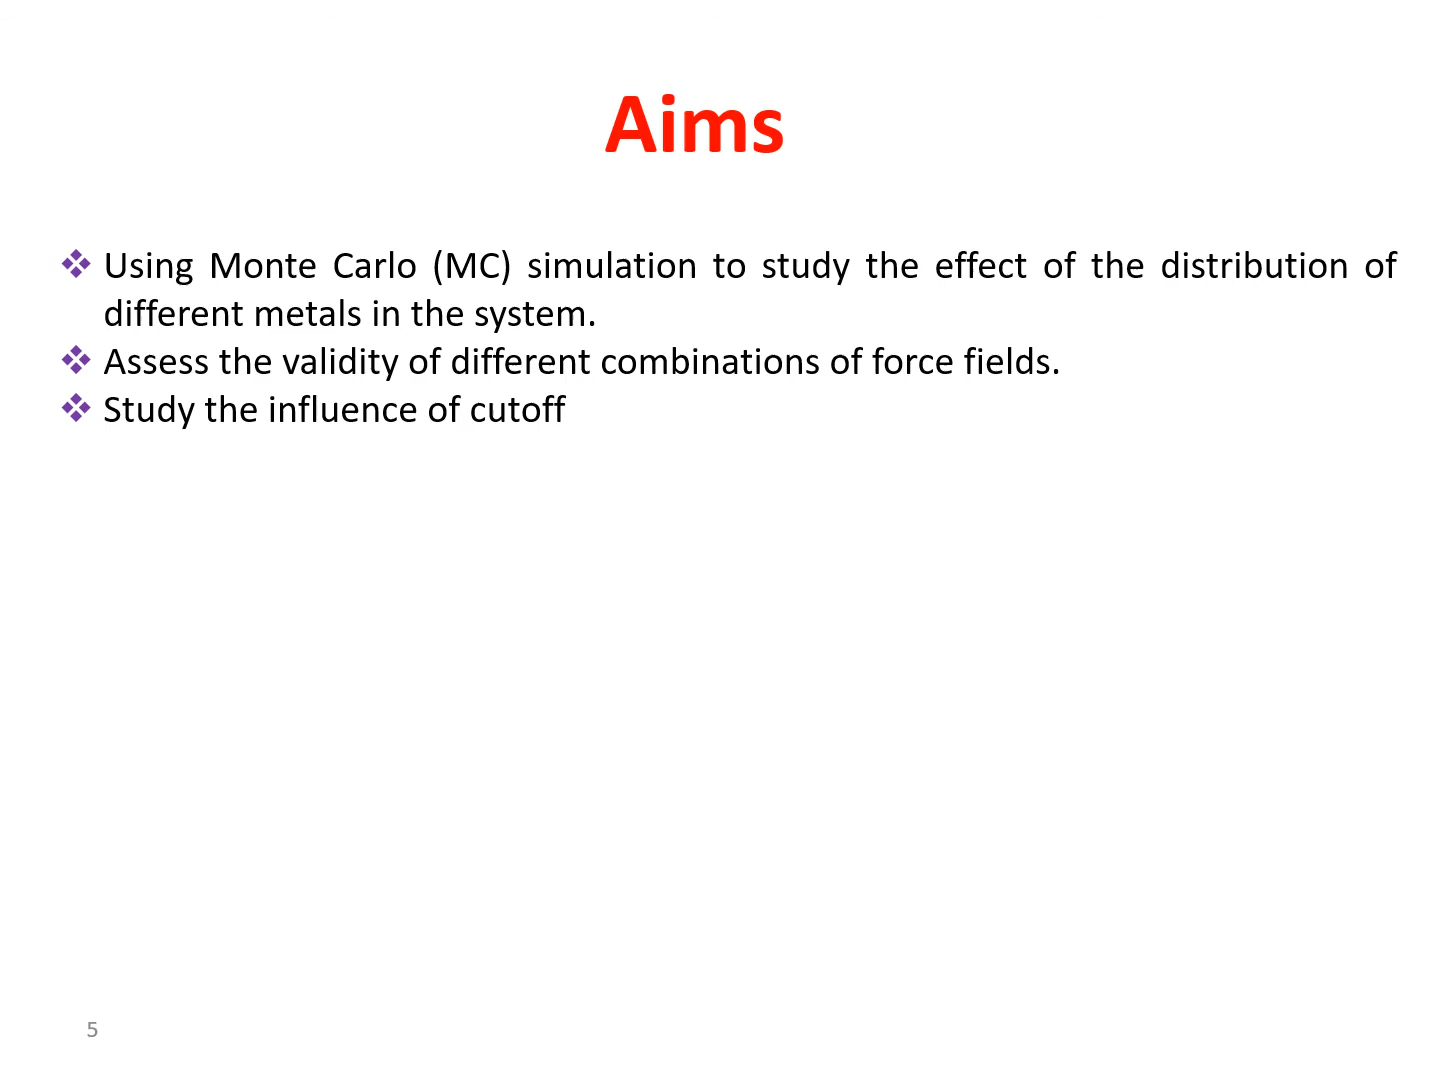 Aims
Using Monte Carlo (MC) simulation to study the effect of the distribution of
different metals in the system.
Assess the validity of different combinations of force fields.
Study the influence of cutoff
5